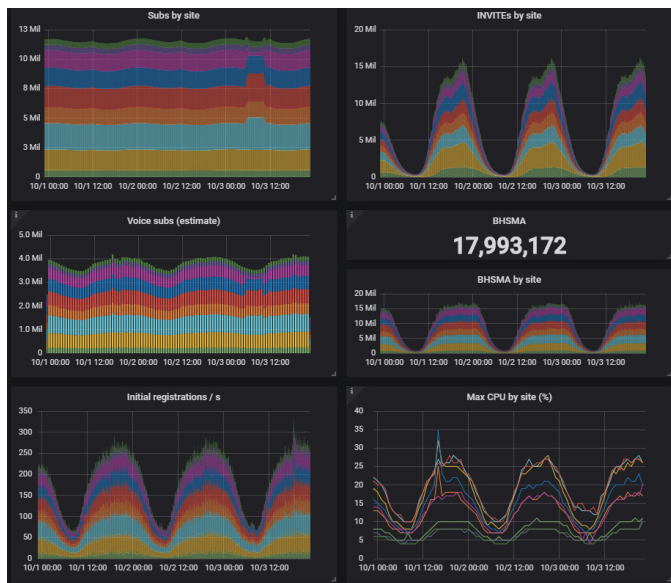 Subs by site
13 Mil
10 Mil
8 Mil
5 Mil
3 Mil
0
10/1 00:00 10/1 12:00 10/2 00:00 10/2 12:00 10/3 00:00 10/3 12:00
INVITEs by site
20 Mil
15 Mil
10 Mil
5 Mil
0
10/1 00:00 10/1 12:00 10/2 00:00 10/2 12:00 10/3 00:00 10/3 12:00
i
Voice subs (estimate)
5.0 Mil
4.0 Mil
3.0 Mil
2.0 Mil
1.0 Mil
0
10/1 00:00 10/1 12:00 10/2 00:00 10/2 12:00 10/3 00:00 10/3 12:00
i
BHSMA
17,993,172
BHSMA by site
20 Mil
15 Mil
10 Mil
5 Mil
0
10/1 00:00 10/1 12:00 10/2 00:00 10/2 12:00 10/3 00:00 10/3 12:00
Initial registrations / s
350
300
250
200
150
100
50
0
10/1 00:00 10/1 12:00 10/2 00:00 10/2 12:00 10/3 00:00 10/3 12:00
i
Max CPU by site (%)
40
35
30
25
20
15
10
5
0
10/1 00:00 10/1 12:00 10/2 00:00 10/2 12:00 10/3 00:00 10/3 12:00